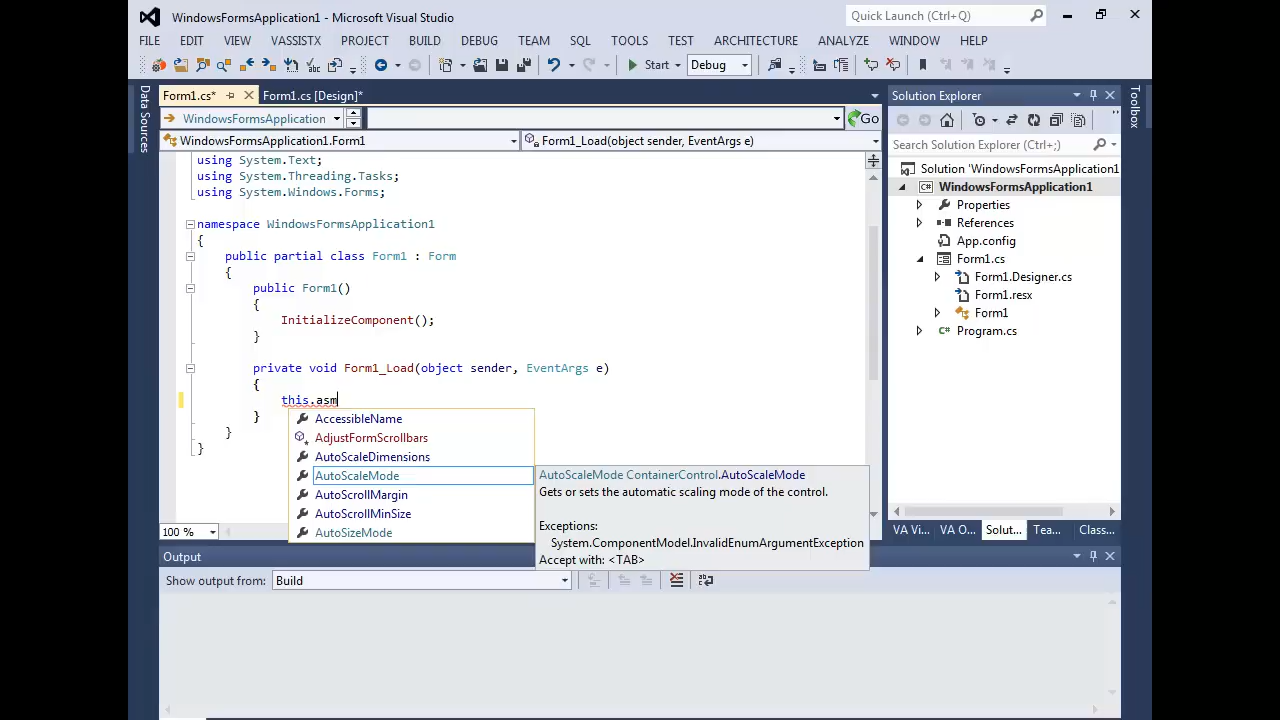 WindowsFormsApplication1 - Microsoft Visual Studio
Quick Launch (Ctrl+Q)
FILE EDIT VIEW VASSISTX PROJECT BUILD DEBUG TEAM SQL TOOLS TEST ARCHITECTURE ANALYZE WINDOW HELP
Start Debug
Data Sources
Form1.cs* Form1.cs [Design]*
WindowsFormsApplication
Go
WindowsFormsApplication1.Form1
Form1_Load(object sender, EventArgs e)
using System.Text;
using System.Threading.Tasks;
using System.Windows.Forms;
namespace WindowsFormsApplication1
{
public partial class Form1 : Form
{
public Form1()
{
InitializeComponent();
}
private void Form1_Load(object sender, EventArgs e)
{
this.asm
}
}
}
AccessibleName
AdjustFormScrollbars
AutoScaleDimensions
AutoScaleMode
AutoScrollMargin
AutoScrollMinSize
AutoSizeMode
AutoScaleMode ContainerControl.AutoScaleMode
Gets or sets the automatic scaling mode of the control.
Exceptions:
System.ComponentModel.InvalidEnumArgumentException
Accept with: <TAB>
100 %
Output
Show output from: Build
Solution Explorer
Search Solution Explorer (Ctrl+;)
Solution 'WindowsFormsApplication1
WindowsFormsApplication1
Properties
References
App.config
Form1.cs
Form1.Designer.cs
Form1.resx
Form1
Program.cs
VA Vi... VA O... Solut... Tea... Class...
Toolbox